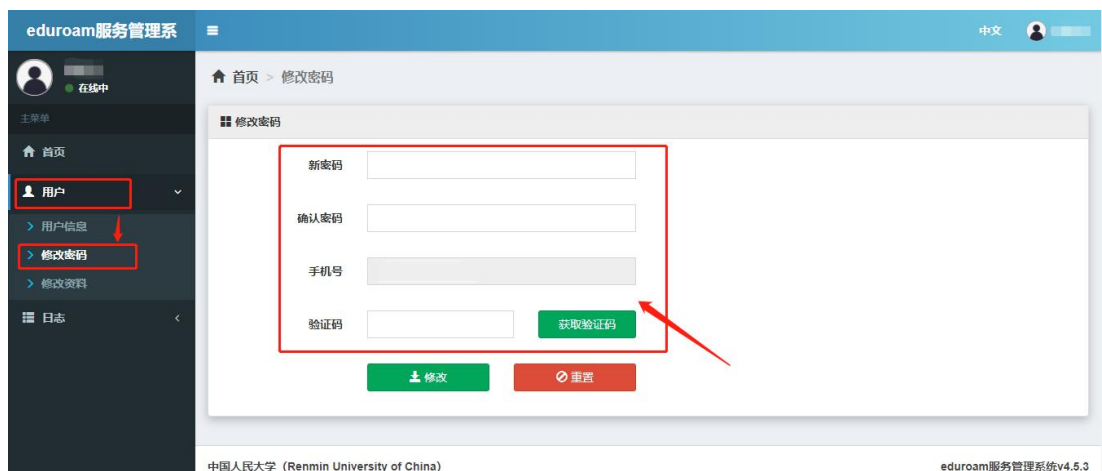 eduroam服务管理系
中文
在线中
首页 > 修改密码
主菜单
修改密码
首页
新密码
用户
确认密码
用户信息
修改密码
手机号
修改资料
日志
验证码
获取验证码
修改
重置
中国人民大学（Renmin University of China）
eduroam服务管理系统v4.5.3